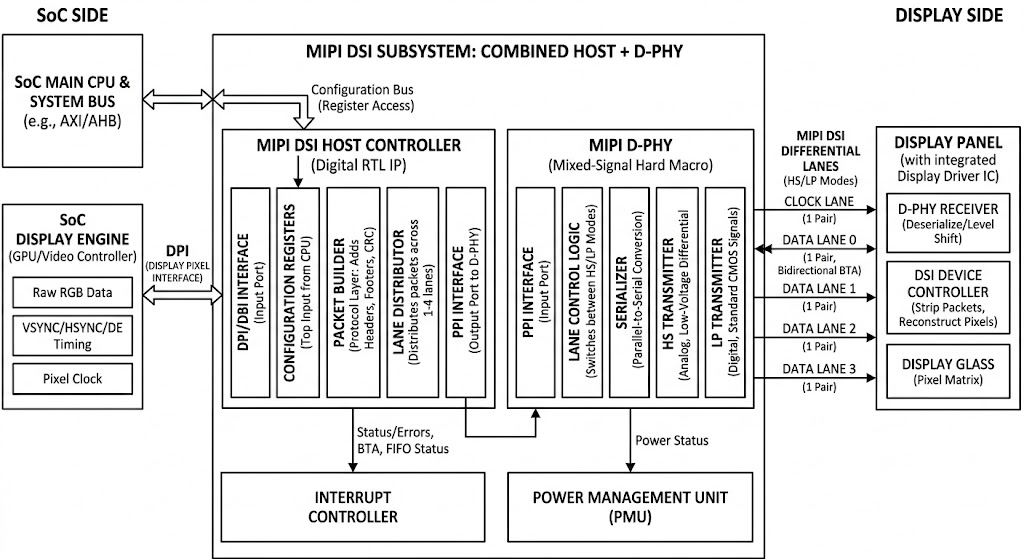 SoC SIDE
DISPLAY SIDE
SoC MAIN CPU &
SYSTEM BUS
(e.g., AXI/AHB)
SoC
DISPLAY ENGINE
(GPU/Video Controller)
Raw RGB Data
VSYNC/HSYNC/DE
Timing
Pixel Clock
DPI
(DISPLAY PIXEL
INTERFACE)
MIPI DSI SUBSYSTEM: COMBINED HOST + D-PHY
Configuration Bus
(Register Access)
MIPI DSI HOST CONTROLLER
(Digital RTL IP)
DPI/DBI INTERFACE
(Input Port)
CONFIGURATION REGISTERS
(Top Input from CPU)
PACKET BUILDER
(Protocol Layer: Adds
Headers, Footers, CRC)
LANE DISTRIBUTOR
(Distributes packets across
1-4 lanes)
PPI INTERFACE
(Output Port to D-PHY)
MIPI D-PHY
(Mixed-Signal Hard Macro)
PPI INTERFACE
(Input Port)
LANE CONTROL LOGIC
(Switches between HS/LP Modes)
SERIALIZER
(Parallel-to-Serial Conversion)
HS TRANSMITTER
(Analog, Low-Voltage Differential
LP TRANSMITTER
(Digital, Standard CMOS Signals)
Status/Errors,
BTA, FIFO Status
Power Status
INTERRUPT
CONTROLLER
POWER MANAGEMENT UNIT
(PMU)
MIPI DSI
DIFFERENTIAL
LANES
(HS/LP Modes)
CLOCK LANE
(1 Pair)
DATA LANE 0
(1 Pair,
Bidirectional BTA)
DATA LANE 1
(1 Pair)
DATA LANE 2
(1 Pair)
DATA LANE 3
(1 Pair)
DISPLAY PANEL
(with integrated
Display Driver IC)
D-PHY RECEIVER
(Deserialize/Level
Shift)
DSI DEVICE
CONTROLLER
(Strip Packets,
Reconstruct Pixels)
DISPLAY GLASS
(Pixel Matrix)